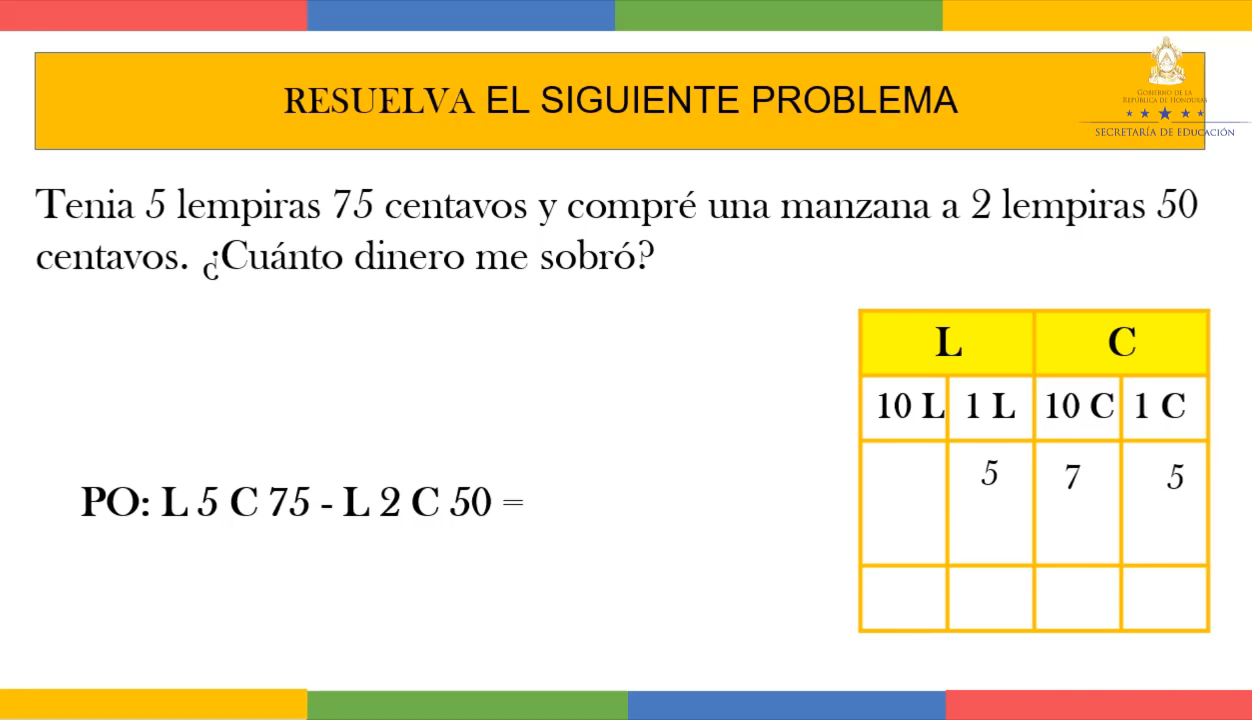 RESUELVA EL SIGUIENTE PROBLEMA
GOBIERNO DE LA
REPÚBLICA DE HONDURAS
SECRETARÍA DE EDUCACIÓN
Tenia 5 lempiras 75 centavos y compré una manzana a 2 lempiras 50
centavos. ¿Cuánto dinero me sobró?
C
L C
10 L 1 L 10 C 1 C
5 7 5
PO: L 5 C 75 - L 2 C 50 =